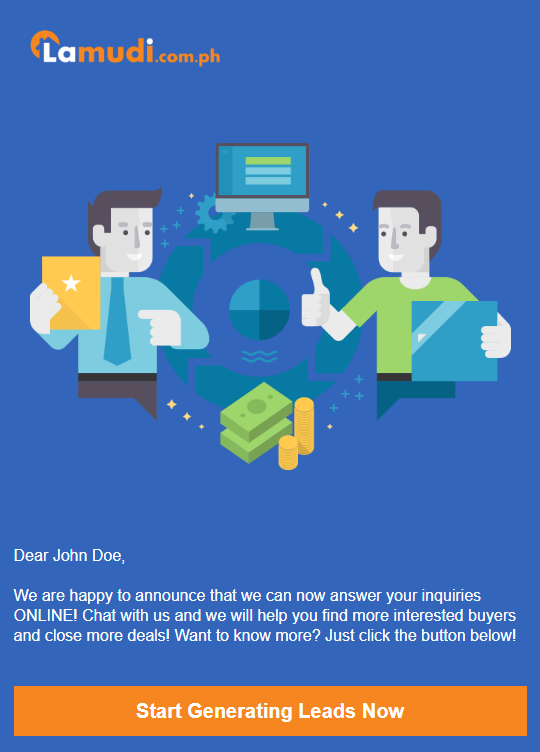 Lamudi.com.ph
Dear John Doe,
We are happy to announce that we can now answer your inquiries
ONLINE! Chat with us and we will help you find more interested buyers
and close more deals! Want to know more? Just click the button below!
Start Generating Leads Now